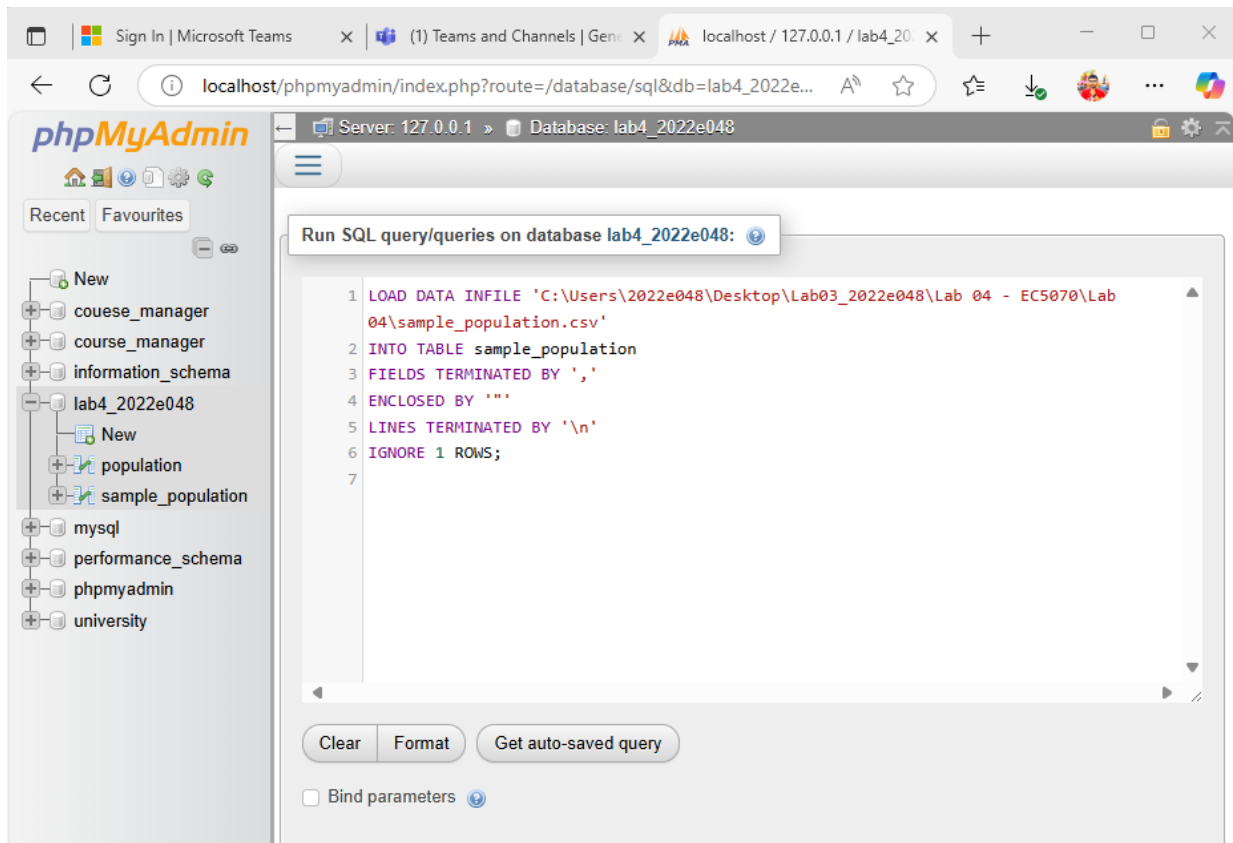 Sign In | Microsoft Teams
(1) Teams and Channels | Gene
localhost / 127.0.0.1 / lab4_20
localhost/phpmyadmin/index.php?route=/database/sql&db=lab4_2022e...
phpMyAdmin
Recent Favourites
New
couese_manager
course_manager
information_schema
lab4_2022e048
New
population
sample_population
mysql
performance_schema
phpmyadmin
university
Server: 127.0.0.1 » Database: lab4_2022e048
Run SQL query/queries on database lab4_2022e048:
1 LOAD DATA INFILE 'C:\Users\2022e048\Desktop\Lab03_2022e048\Lab 04 - EC5070\Lab
04\sample_population.csv'
2 INTO TABLE sample_population
3 FIELDS TERMINATED BY ','
4 ENCLOSED BY '"'
5 LINES TERMINATED BY '\n'
6 IGNORE 1 ROWS;
7
Clear Format Get auto-saved query
Bind parameters